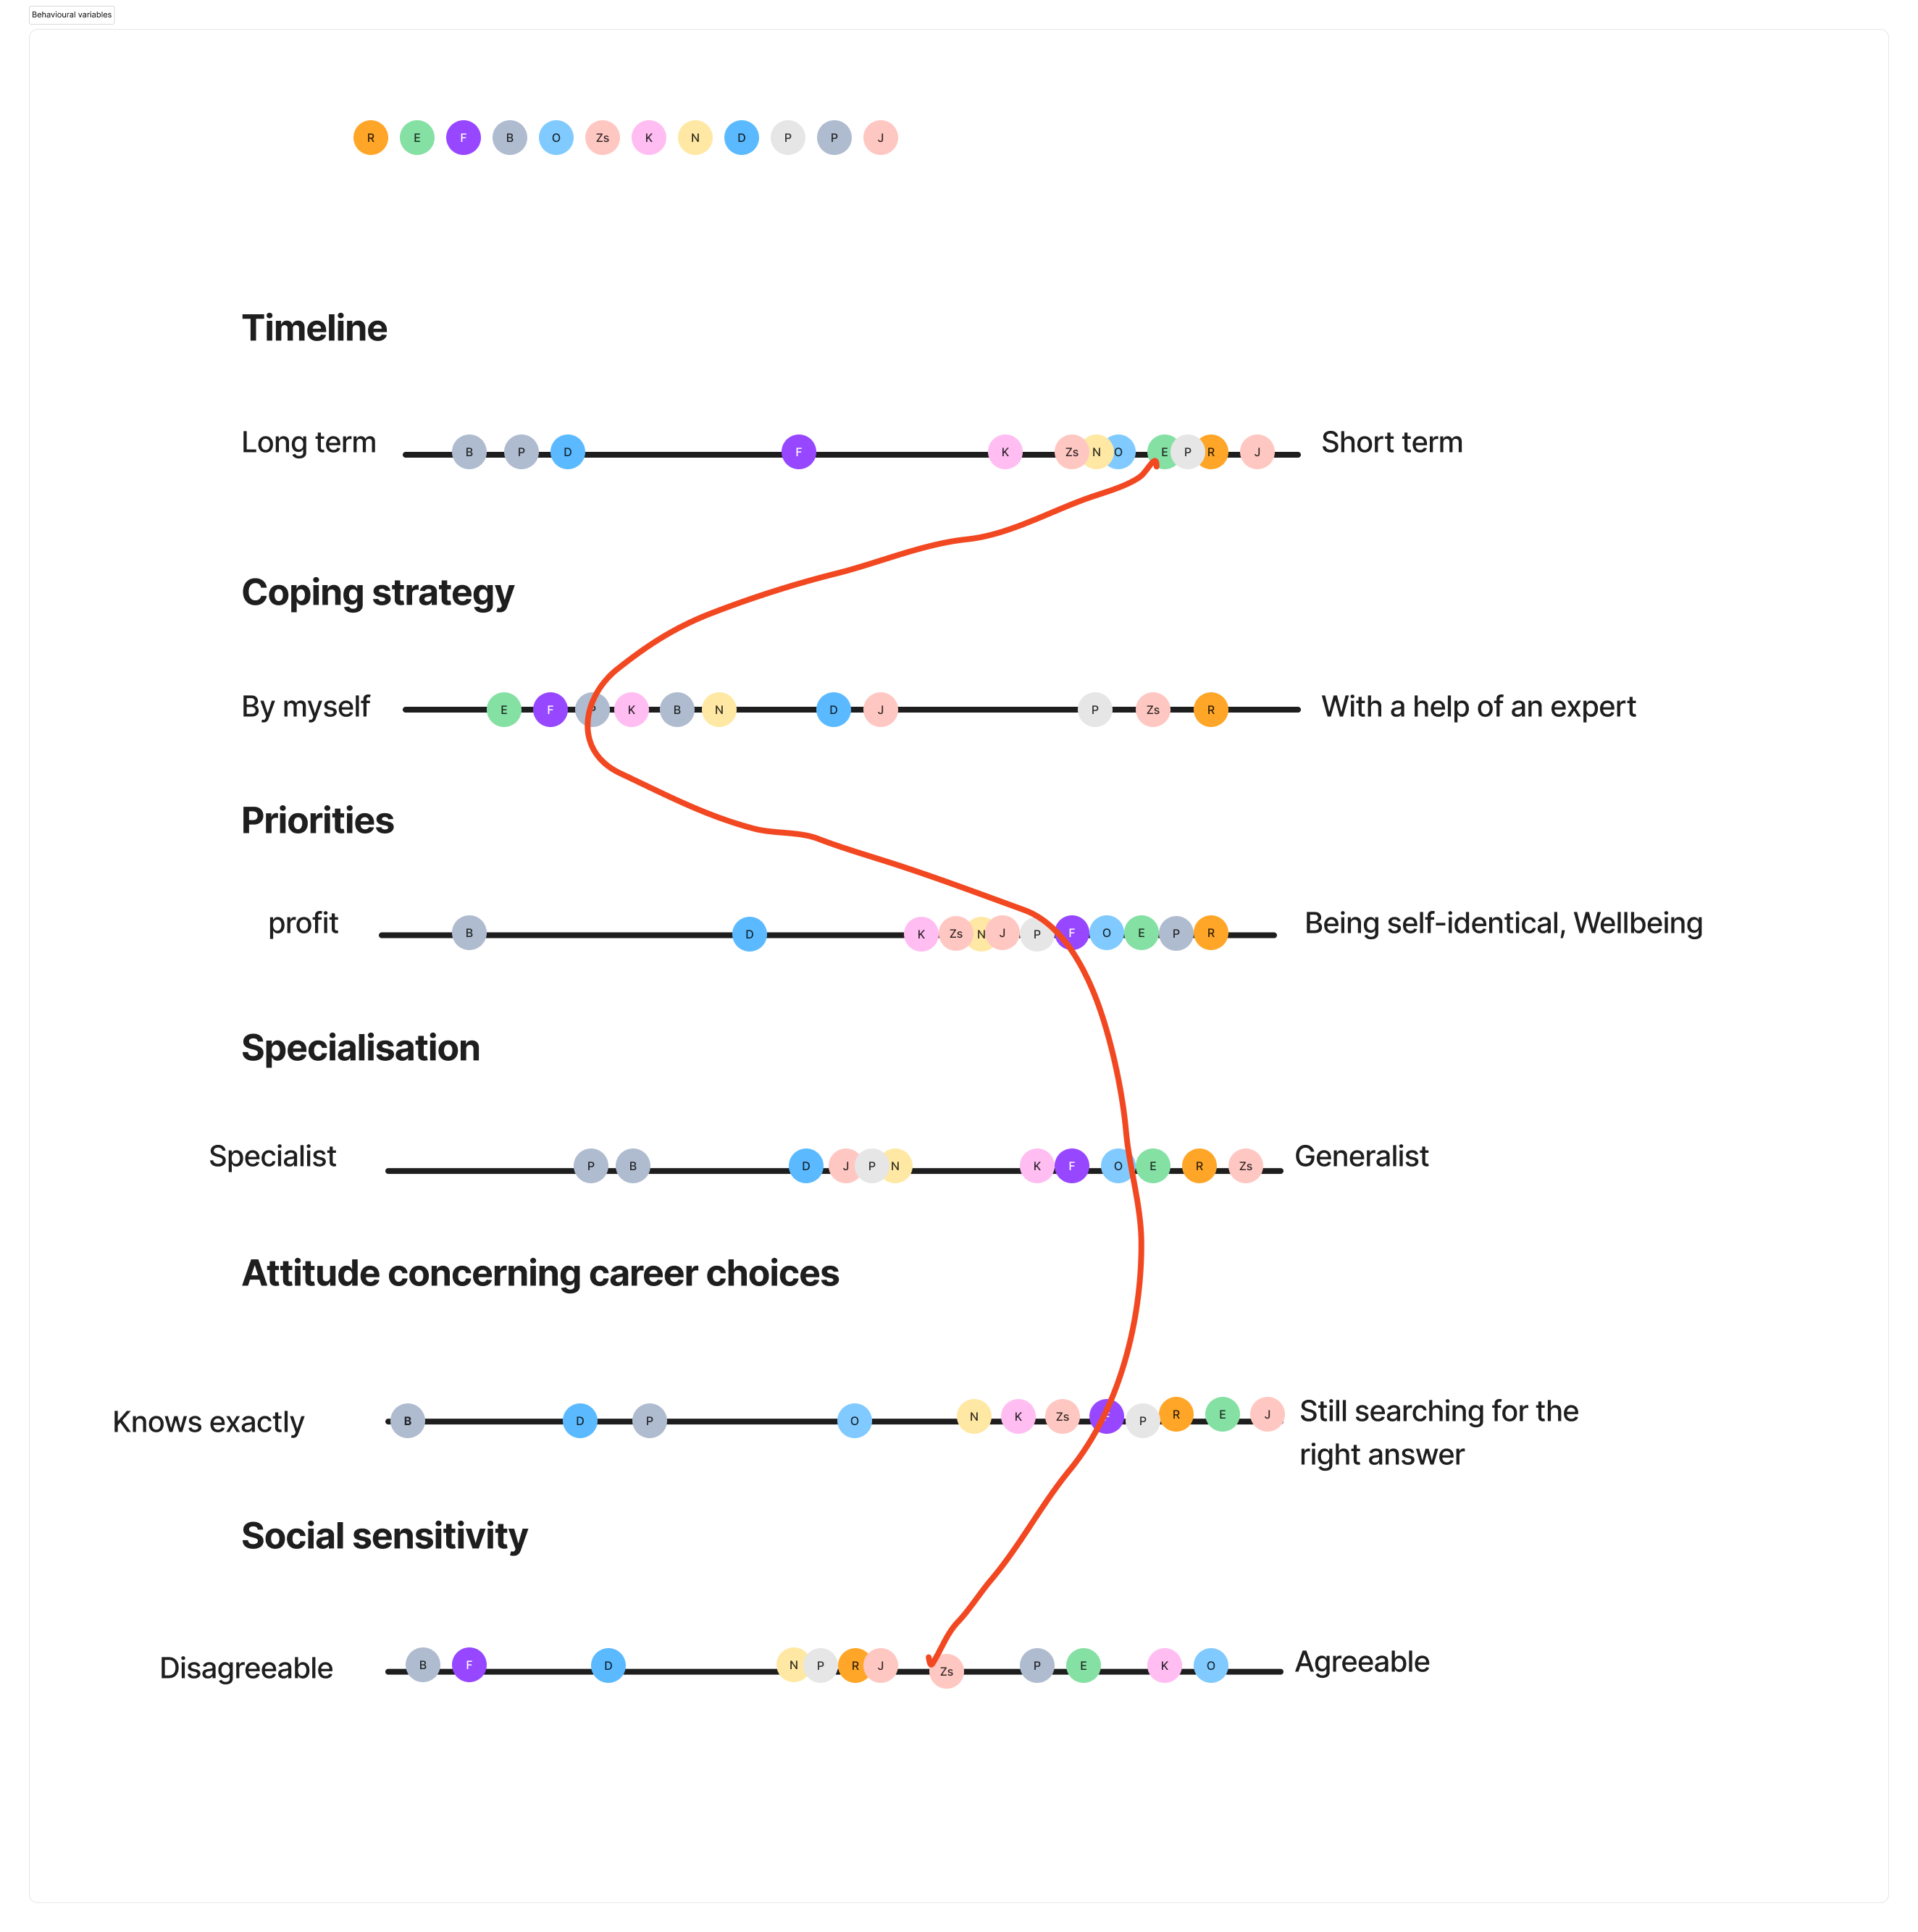 Behavioural variables
R E F B O Zs K N D P P J
Timeline
Long term B P D F K Zs N O E P R J Short term
Coping strategy
By myself E F P K B N D J P Zs R With a help of an expert
Priorities
profit B D K Zs N J P F O E P R Being self-identical, Wellbeing
Specialisation
Specialist P B D J P N K F O E R Zs Generalist
Attitude concerning career choices
Knows exactly B D P O N K Zs F P R E J Still searching for the
right answer
Social sensitivity
Disagreeable B F D N P R J Zs P E K O Agreeable